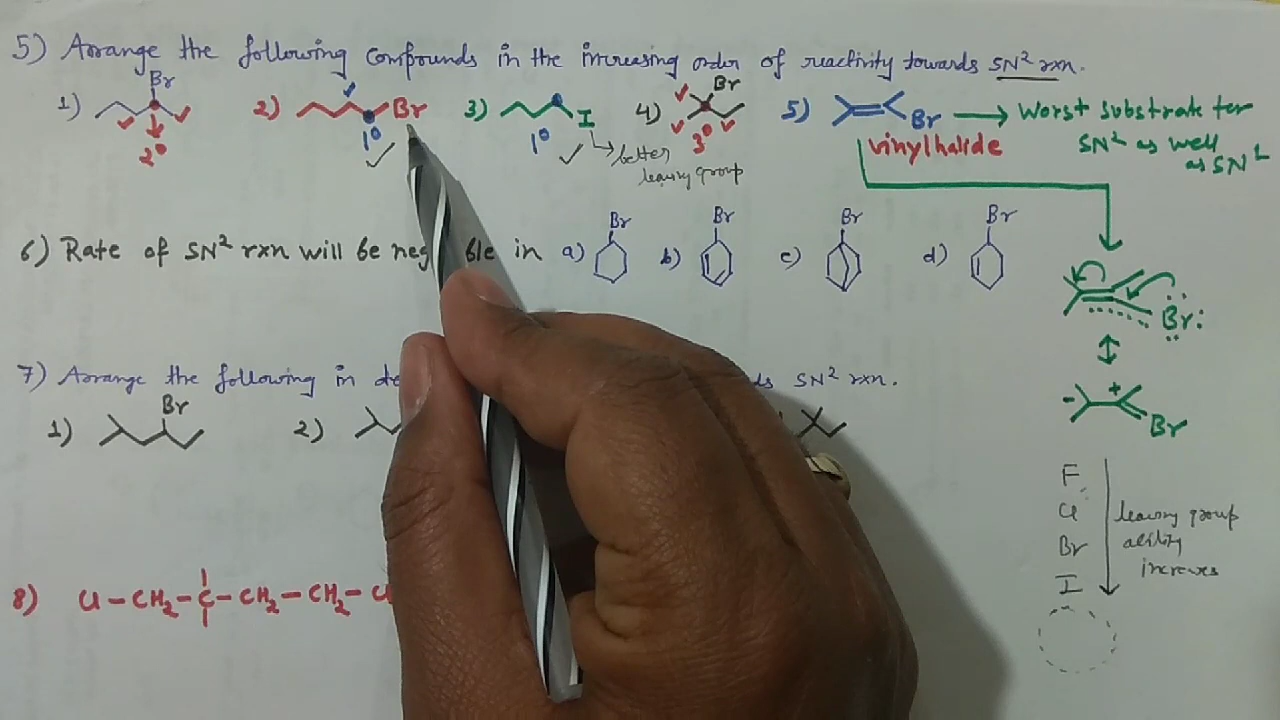 5) Arrange the following compounds in the increasing order of reactivity towards SN² rxn.
1) Br 2°
2) Br 1°
3) I 1° better leaving group
4) Br 3°
5) Br vinylhalide
Worst substrate for SN² as well as SN¹
6) Rate of SN² rxn will be neg ble in a) Br b) Br c) Br d) Br
Br:
- + Br
7) Arrange the following in de SN² rxn.
1) Br
2)
F
Cl
Br
I
leaving group
ability
increases
8) Cl – CH₂ – C – CH₂ – CH₂ –